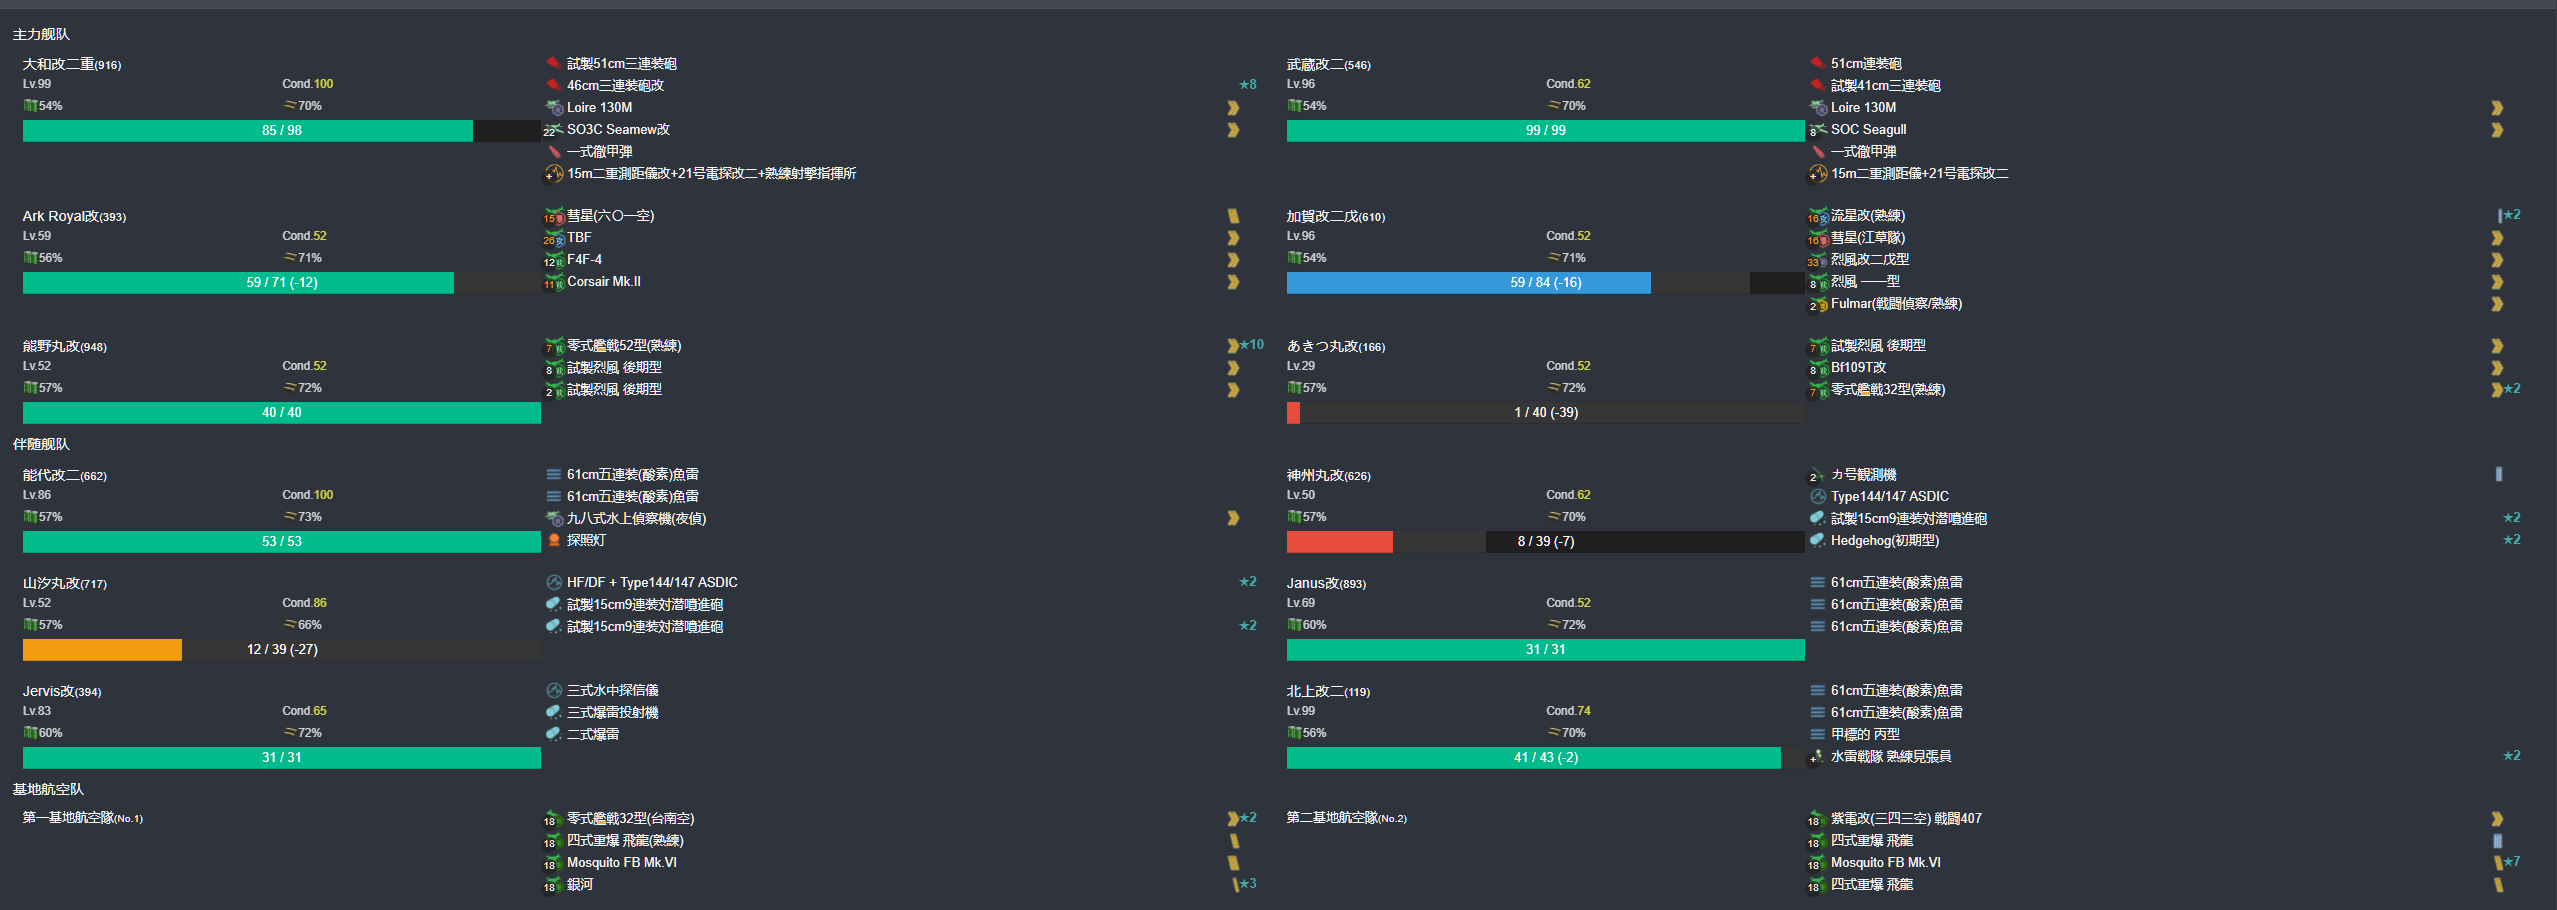 主力舰队
大和改二重(916)
Lv.99 Cond.100
54% 70%
85 / 98
試製51cm三連装砲
46cm三連装砲改 ★8
Loire 130M
22 SO3C Seamew改
一式徹甲弾
15m二重測距儀改+21号電探改二+熟練射撃指揮所
武蔵改二(546)
Lv.96 Cond.62
54% 70%
99 / 99
51cm連装砲
試製41cm三連装砲
Loire 130M
8 SOC Seagull
一式徹甲弾
15m二重測距儀+21号電探改二
Ark Royal改(393)
Lv.59 Cond.52
56% 71%
59 / 71 (-12)
15 彗星(六〇一空)
26 TBF
12 F4F-4
11 Corsair Mk.II
加賀改二戊(610)
Lv.96 Cond.52
54% 71%
59 / 84 (-16)
16 流星改(熟練) ★2
16 彗星(江草隊)
33 烈風改二戊型
8 烈風 一一型
2 Fulmar(戦闘偵察/熟練)
熊野丸改(948)
Lv.52 Cond.52
57% 72%
40 / 40
7 零式艦戦52型(熟練) ★10
8 試製烈風 後期型
2 試製烈風 後期型
あきつ丸改(166)
Lv.29 Cond.52
57% 72%
1 / 40 (-39)
7 試製烈風 後期型
8 Bf109T改
7 零式艦戦32型(熟練) ★2
伴随舰队
能代改二(662)
Lv.86 Cond.100
57% 73%
53 / 53
61cm五連装(酸素)魚雷
61cm五連装(酸素)魚雷
九八式水上偵察機(夜偵)
探照灯
神州丸改(626)
Lv.50 Cond.62
57% 70%
8 / 39 (-7)
2 カ号観測機
Type144/147 ASDIC
試製15cm9連装対潜噴進砲 ★2
Hedgehog(初期型) ★2
山汐丸改(717)
Lv.52 Cond.86
57% 66%
12 / 39 (-27)
HF/DF + Type144/147 ASDIC ★2
試製15cm9連装対潜噴進砲
試製15cm9連装対潜噴進砲 ★2
Janus改(893)
Lv.69 Cond.52
60% 72%
31 / 31
61cm五連装(酸素)魚雷
61cm五連装(酸素)魚雷
61cm五連装(酸素)魚雷
Jervis改(394)
Lv.83 Cond.65
60% 72%
31 / 31
三式水中探信儀
三式爆雷投射機
二式爆雷
北上改二(119)
Lv.99 Cond.74
56% 70%
41 / 43 (-2)
61cm五連装(酸素)魚雷
61cm五連装(酸素)魚雷
甲標的 丙型
水雷戦隊 熟練見張員 ★2
基地航空队
第一基地航空隊(No.1)
18 零式艦戦32型(台南空) ★2
18 四式重爆 飛龍(熟練)
18 Mosquito FB Mk.VI
18 銀河 ★3
第二基地航空隊(No.2)
18 紫電改(三四三空) 戦闘407
18 四式重爆 飛龍
18 Mosquito FB Mk.VI ★7
18 四式重爆 飛龍